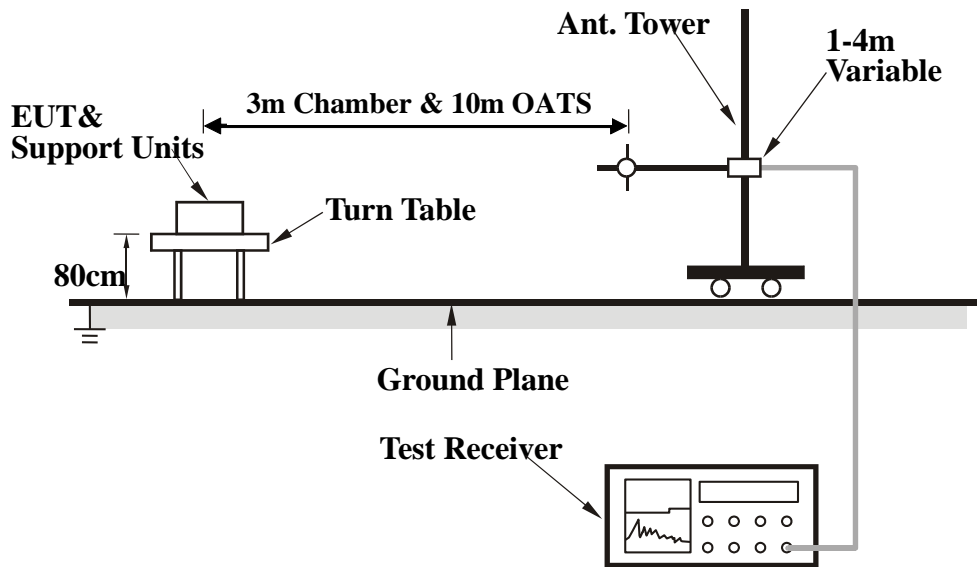 Ant. Tower
1-4m
Variable
3m Chamber & 10m OATS
EUT&
Support Units
Turn Table
80cm
Ground Plane
Test Receiver